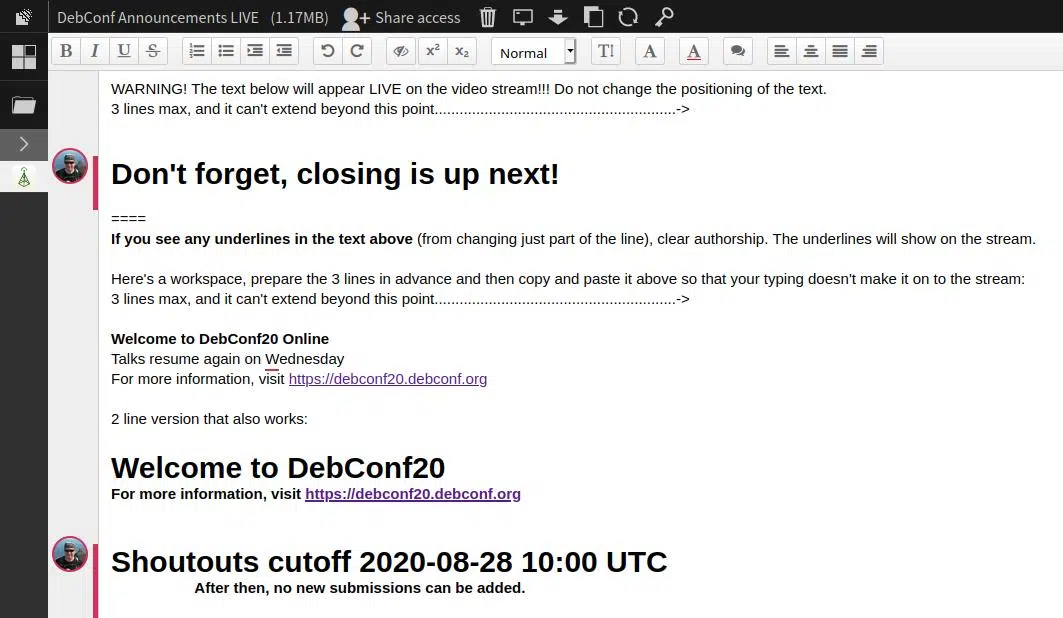 DebConf Announcements LIVE (1.17MB) Share access
B I U S x² x₂ Normal T! A A
WARNING! The text below will appear LIVE on the video stream!!! Do not change the positioning of the text.
3 lines max, and it can't extend beyond this point..........................................................->
Don't forget, closing is up next!
====
If you see any underlines in the text above (from changing just part of the line), clear authorship. The underlines will show on the stream.
Here's a workspace, prepare the 3 lines in advance and then copy and paste it above so that your typing doesn't make it on to the stream:
3 lines max, and it can't extend beyond this point..........................................................->
Welcome to DebConf20 Online
Talks resume again on Wednesday
For more information, visit https://debconf20.debconf.org
2 line version that also works:
Welcome to DebConf20
For more information, visit https://debconf20.debconf.org
Shoutouts cutoff 2020-08-28 10:00 UTC
After then, no new submissions can be added.